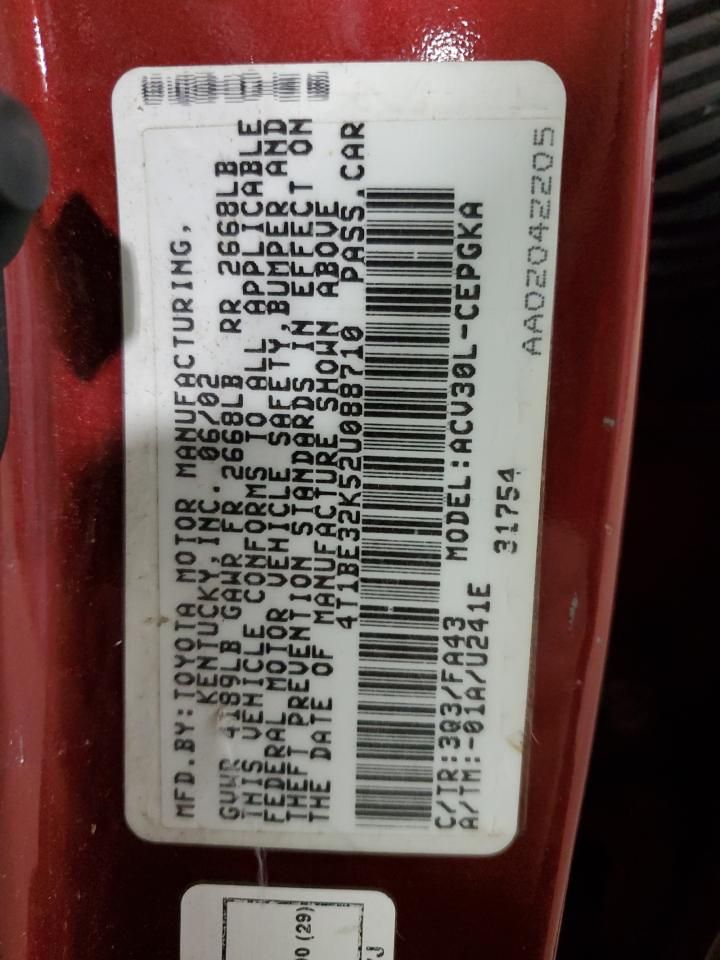 MFD.BY:TOYOTA MOTOR MANUFACTURING,
KENTUCKY,INC. 06/02
GVWR 4189LB GAWR FR 2668LB RR 2668LB
THIS VEHICLE CONFORMS TO ALL APPLICABLE
FEDERAL MOTOR VEHICLE SAFETY,BUMPER AND
THEFT PREVENTION STANDARDS IN EFFECT ON
THE DATE OF MANUFACTURE SHOWN ABOVE
4T1BE32K52U088710 PASS.CAR
C/TR:3Q3/FA43 MODEL:ACV30L-CEPGKA
A/TM:-01A/U241E 31754
AA02042205
(29)